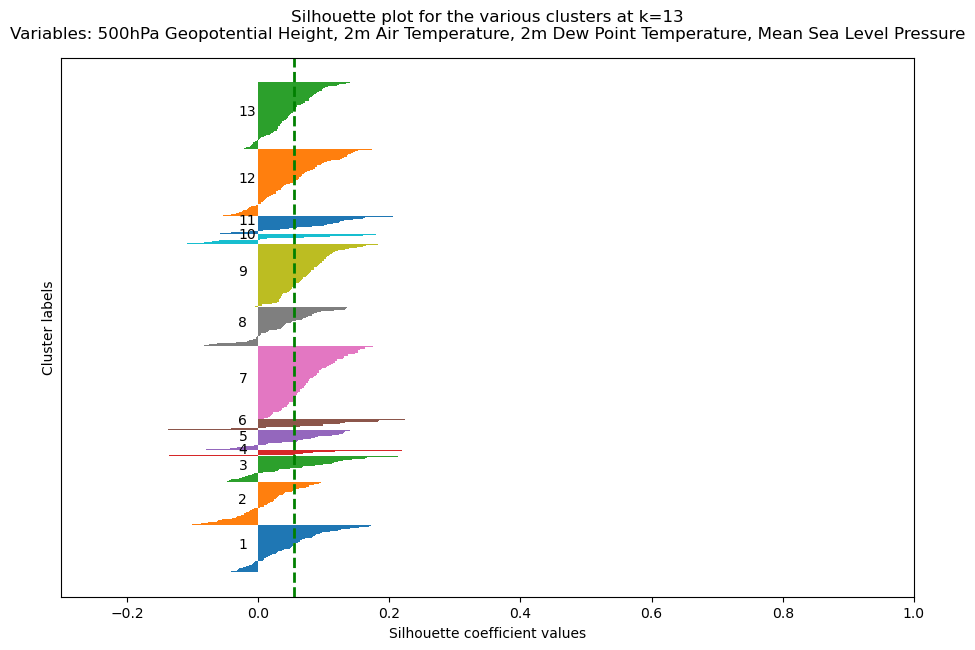 Silhouette plot for the various clusters at k=13
Variables: 500hPa Geopotential Height, 2m Air Temperature, 2m Dew Point Temperature, Mean Sea Level Pressure
13
12
11
10
9
8
7
6
5
4
3
2
1
Cluster labels
−0.2 0.0 0.2 0.4 0.6 0.8 1.0
Silhouette coefficient values